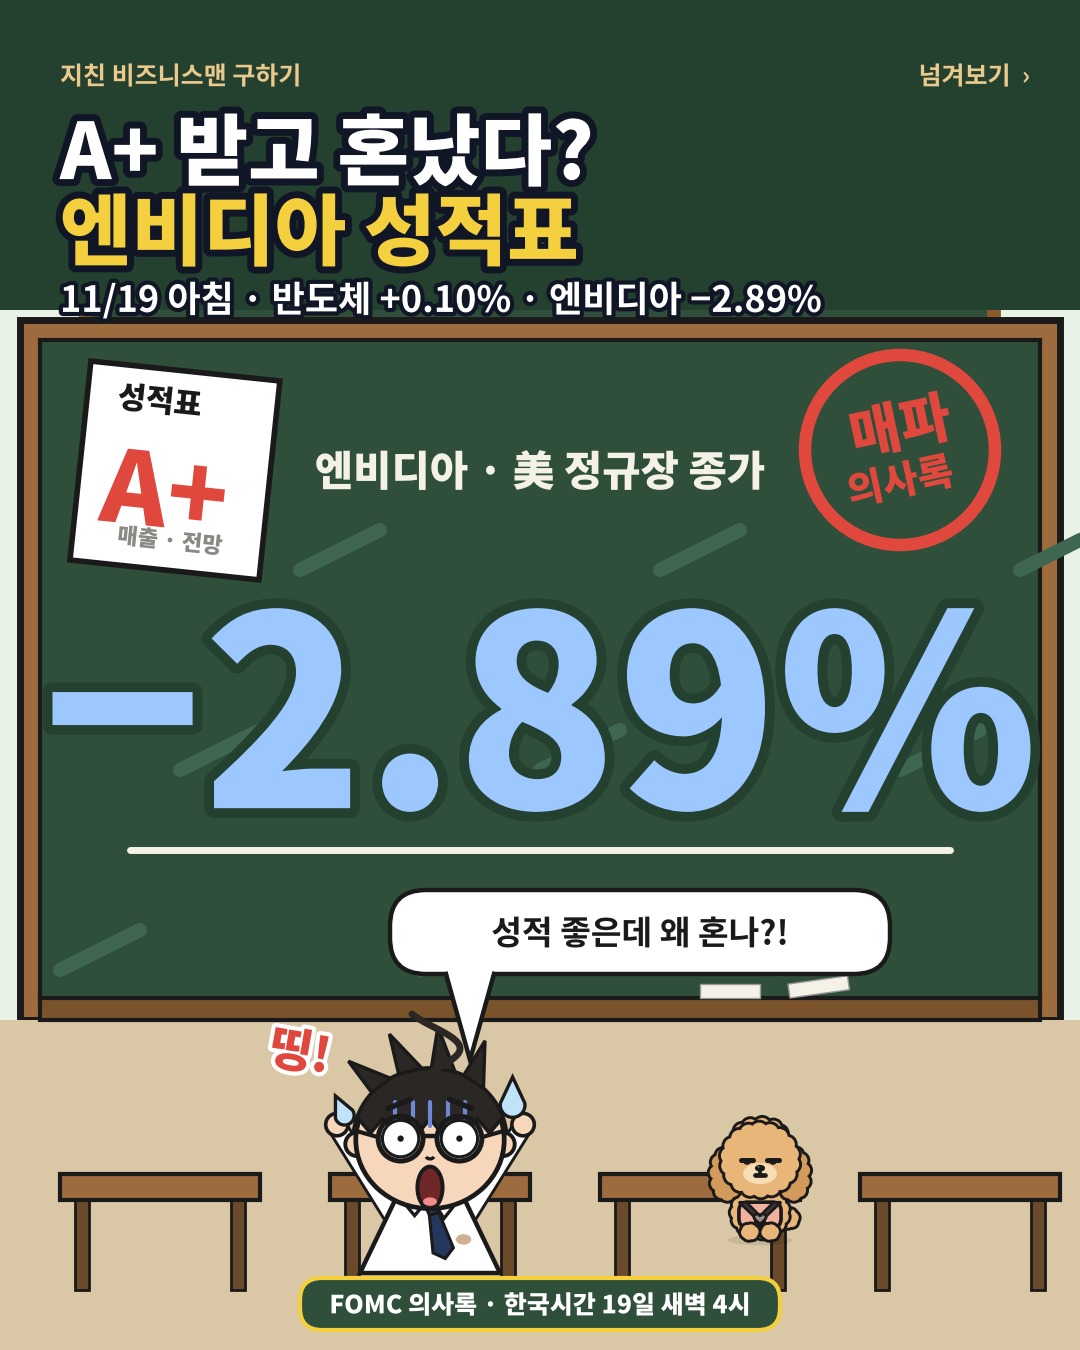 지친 비즈니스맨 구하기
넘겨보기 ›
A+ 받고 혼났다?
엔비디아 성적표
11/19 아침 · 반도체 +0.10% · 엔비디아 −2.89%
성적표
A+
매출 · 전망
엔비디아 · 美 정규장 종가
매파
의사록
−2.89%
성적 좋은데 왜 혼나?!
띵!
FOMC 의사록 · 한국시간 19일 새벽 4시